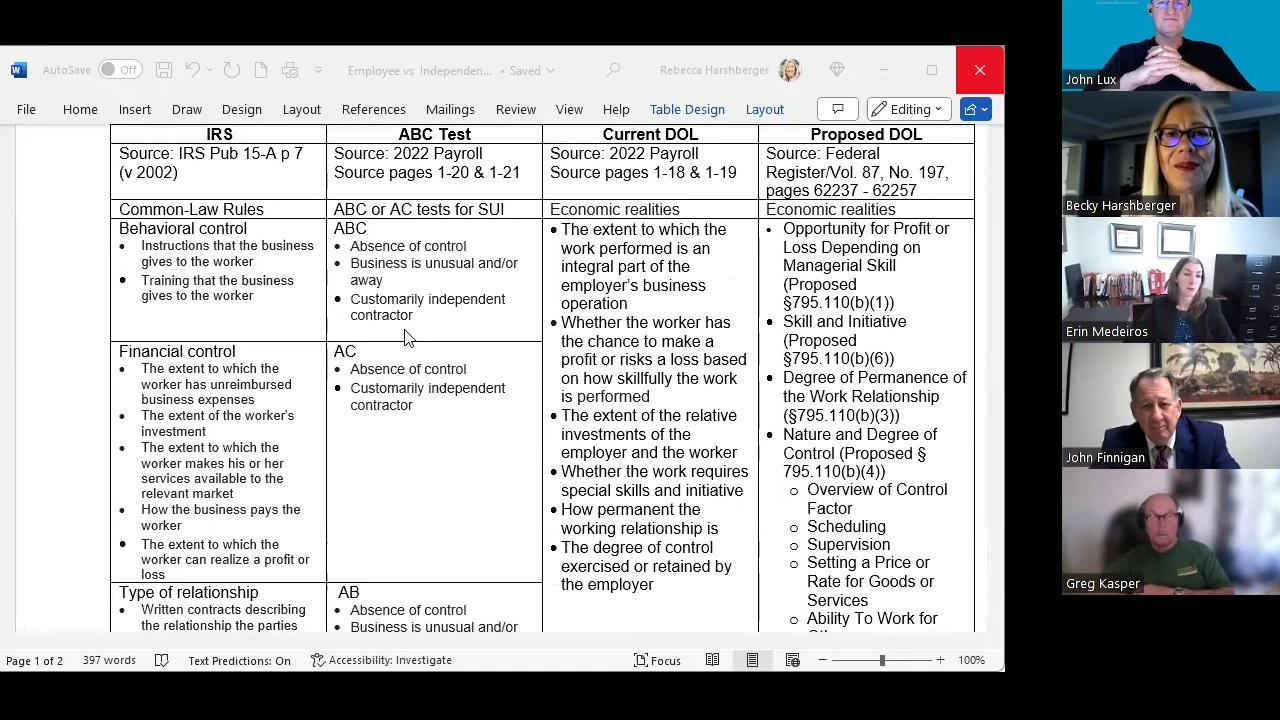 AutoSave Off Employee vs Independen... • Saved Rebecca Harshberger
File Home Insert Draw Design Layout References Mailings Review View Help Table Design Layout Editing
IRS
Source: IRS Pub 15-A p 7
(v 2002)
Common-Law Rules
Behavioral control
• Instructions that the business
gives to the worker
• Training that the business
gives to the worker
Financial control
• The extent to which the
worker has unreimbursed
business expenses
• The extent of the worker's
investment
• The extent to which the
worker makes his or her
services available to the
relevant market
• How the business pays the
worker
• The extent to which the
worker can realize a profit or
loss
Type of relationship
• Written contracts describing
the relationship the parties
ABC Test
Source: 2022 Payroll
Source pages 1-20 & 1-21
ABC or AC tests for SUI
ABC
• Absence of control
• Business is unusual and/or
away
• Customarily independent
contractor
AC
• Absence of control
• Customarily independent
contractor
AB
• Absence of control
• Business is unusual and/or
Current DOL
Source: 2022 Payroll
Source pages 1-18 & 1-19
Economic realities
• The extent to which the
work performed is an
integral part of the
employer's business
operation
• Whether the worker has
the chance to make a
profit or risks a loss based
on how skillfully the work
is performed
• The extent of the relative
investments of the
employer and the worker
• Whether the work requires
special skills and initiative
• How permanent the
working relationship is
• The degree of control
exercised or retained by
the employer
Proposed DOL
Source: Federal
Register/Vol. 87, No. 197,
pages 62237 - 62257
Economic realities
• Opportunity for Profit or
Loss Depending on
Managerial Skill
(Proposed
§795.110(b)(1))
• Skill and Initiative
(Proposed
§795.110(b)(6))
• Degree of Permanence of
the Work Relationship
(§795.110(b)(3))
• Nature and Degree of
Control (Proposed §
795.110(b)(4))
o Overview of Control
Factor
o Scheduling
o Supervision
o Setting a Price or
Rate for Goods or
Services
o Ability To Work for
Page 1 of 2 397 words Text Predictions: On Accessibility: Investigate Focus 100%
John Lux
Becky Harshberger
Erin Medeiros
John Finnigan
Greg Kasper